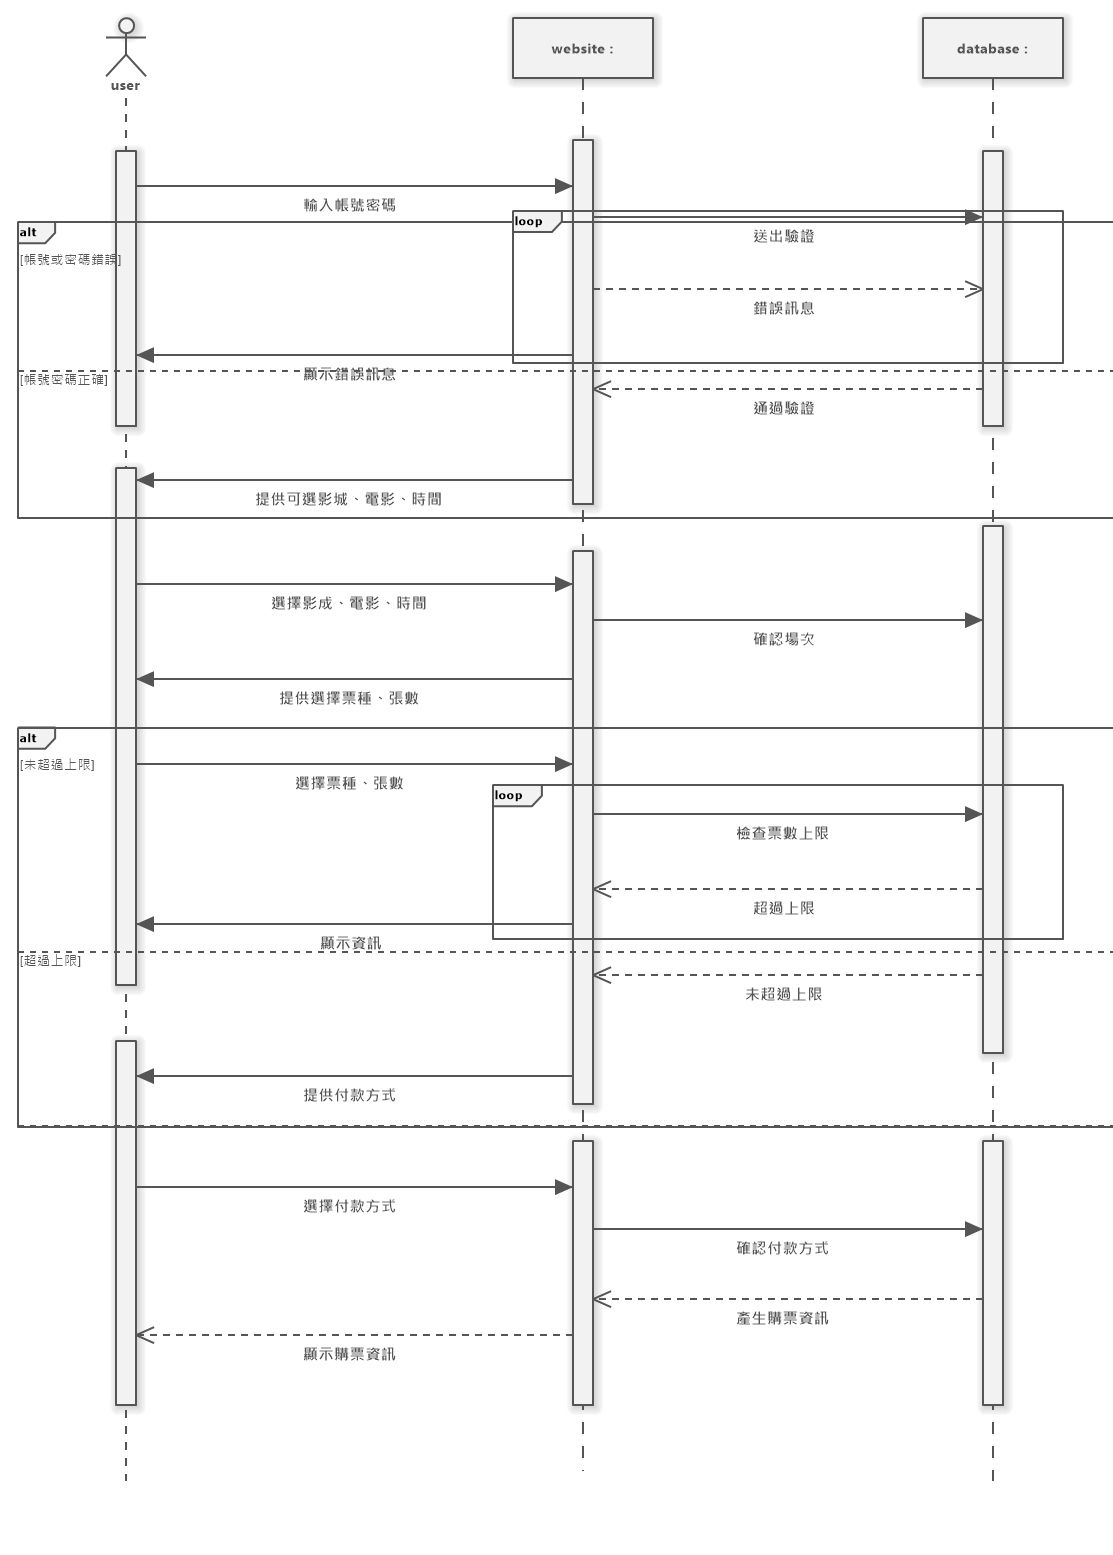 user
website :
database :
輸入帳號密碼
loop
送出驗證
alt
[帳號或密碼錯誤]
錯誤訊息
顯示錯誤訊息
[帳號密碼正確]
通過驗證
提供可選影城、電影、時間
選擇影成、電影、時間
確認場次
提供選擇票種、張數
alt
[未超過上限]
選擇票種、張數
loop
檢查票數上限
超過上限
顯示資訊
[超過上限]
未超過上限
提供付款方式
選擇付款方式
確認付款方式
產生購票資訊
顯示購票資訊